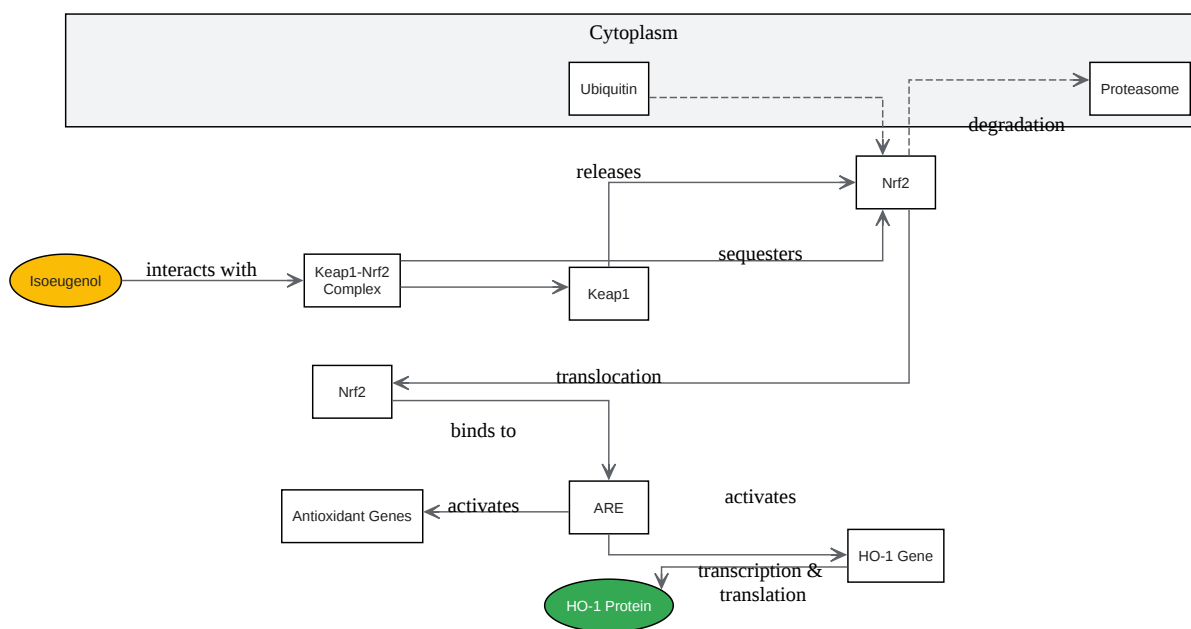 Cytoplasm
Ubiquitin
Proteasome
degradation
releases
Nrf2
sequesters
interacts with
Isoeugenol
Keap1-Nrf2
Complex
Keap1
translocation
Nrf2
binds to
activates
activates
ARE
Antioxidant Genes
HO-1 Gene
transcription &
translation
HO-1 Protein